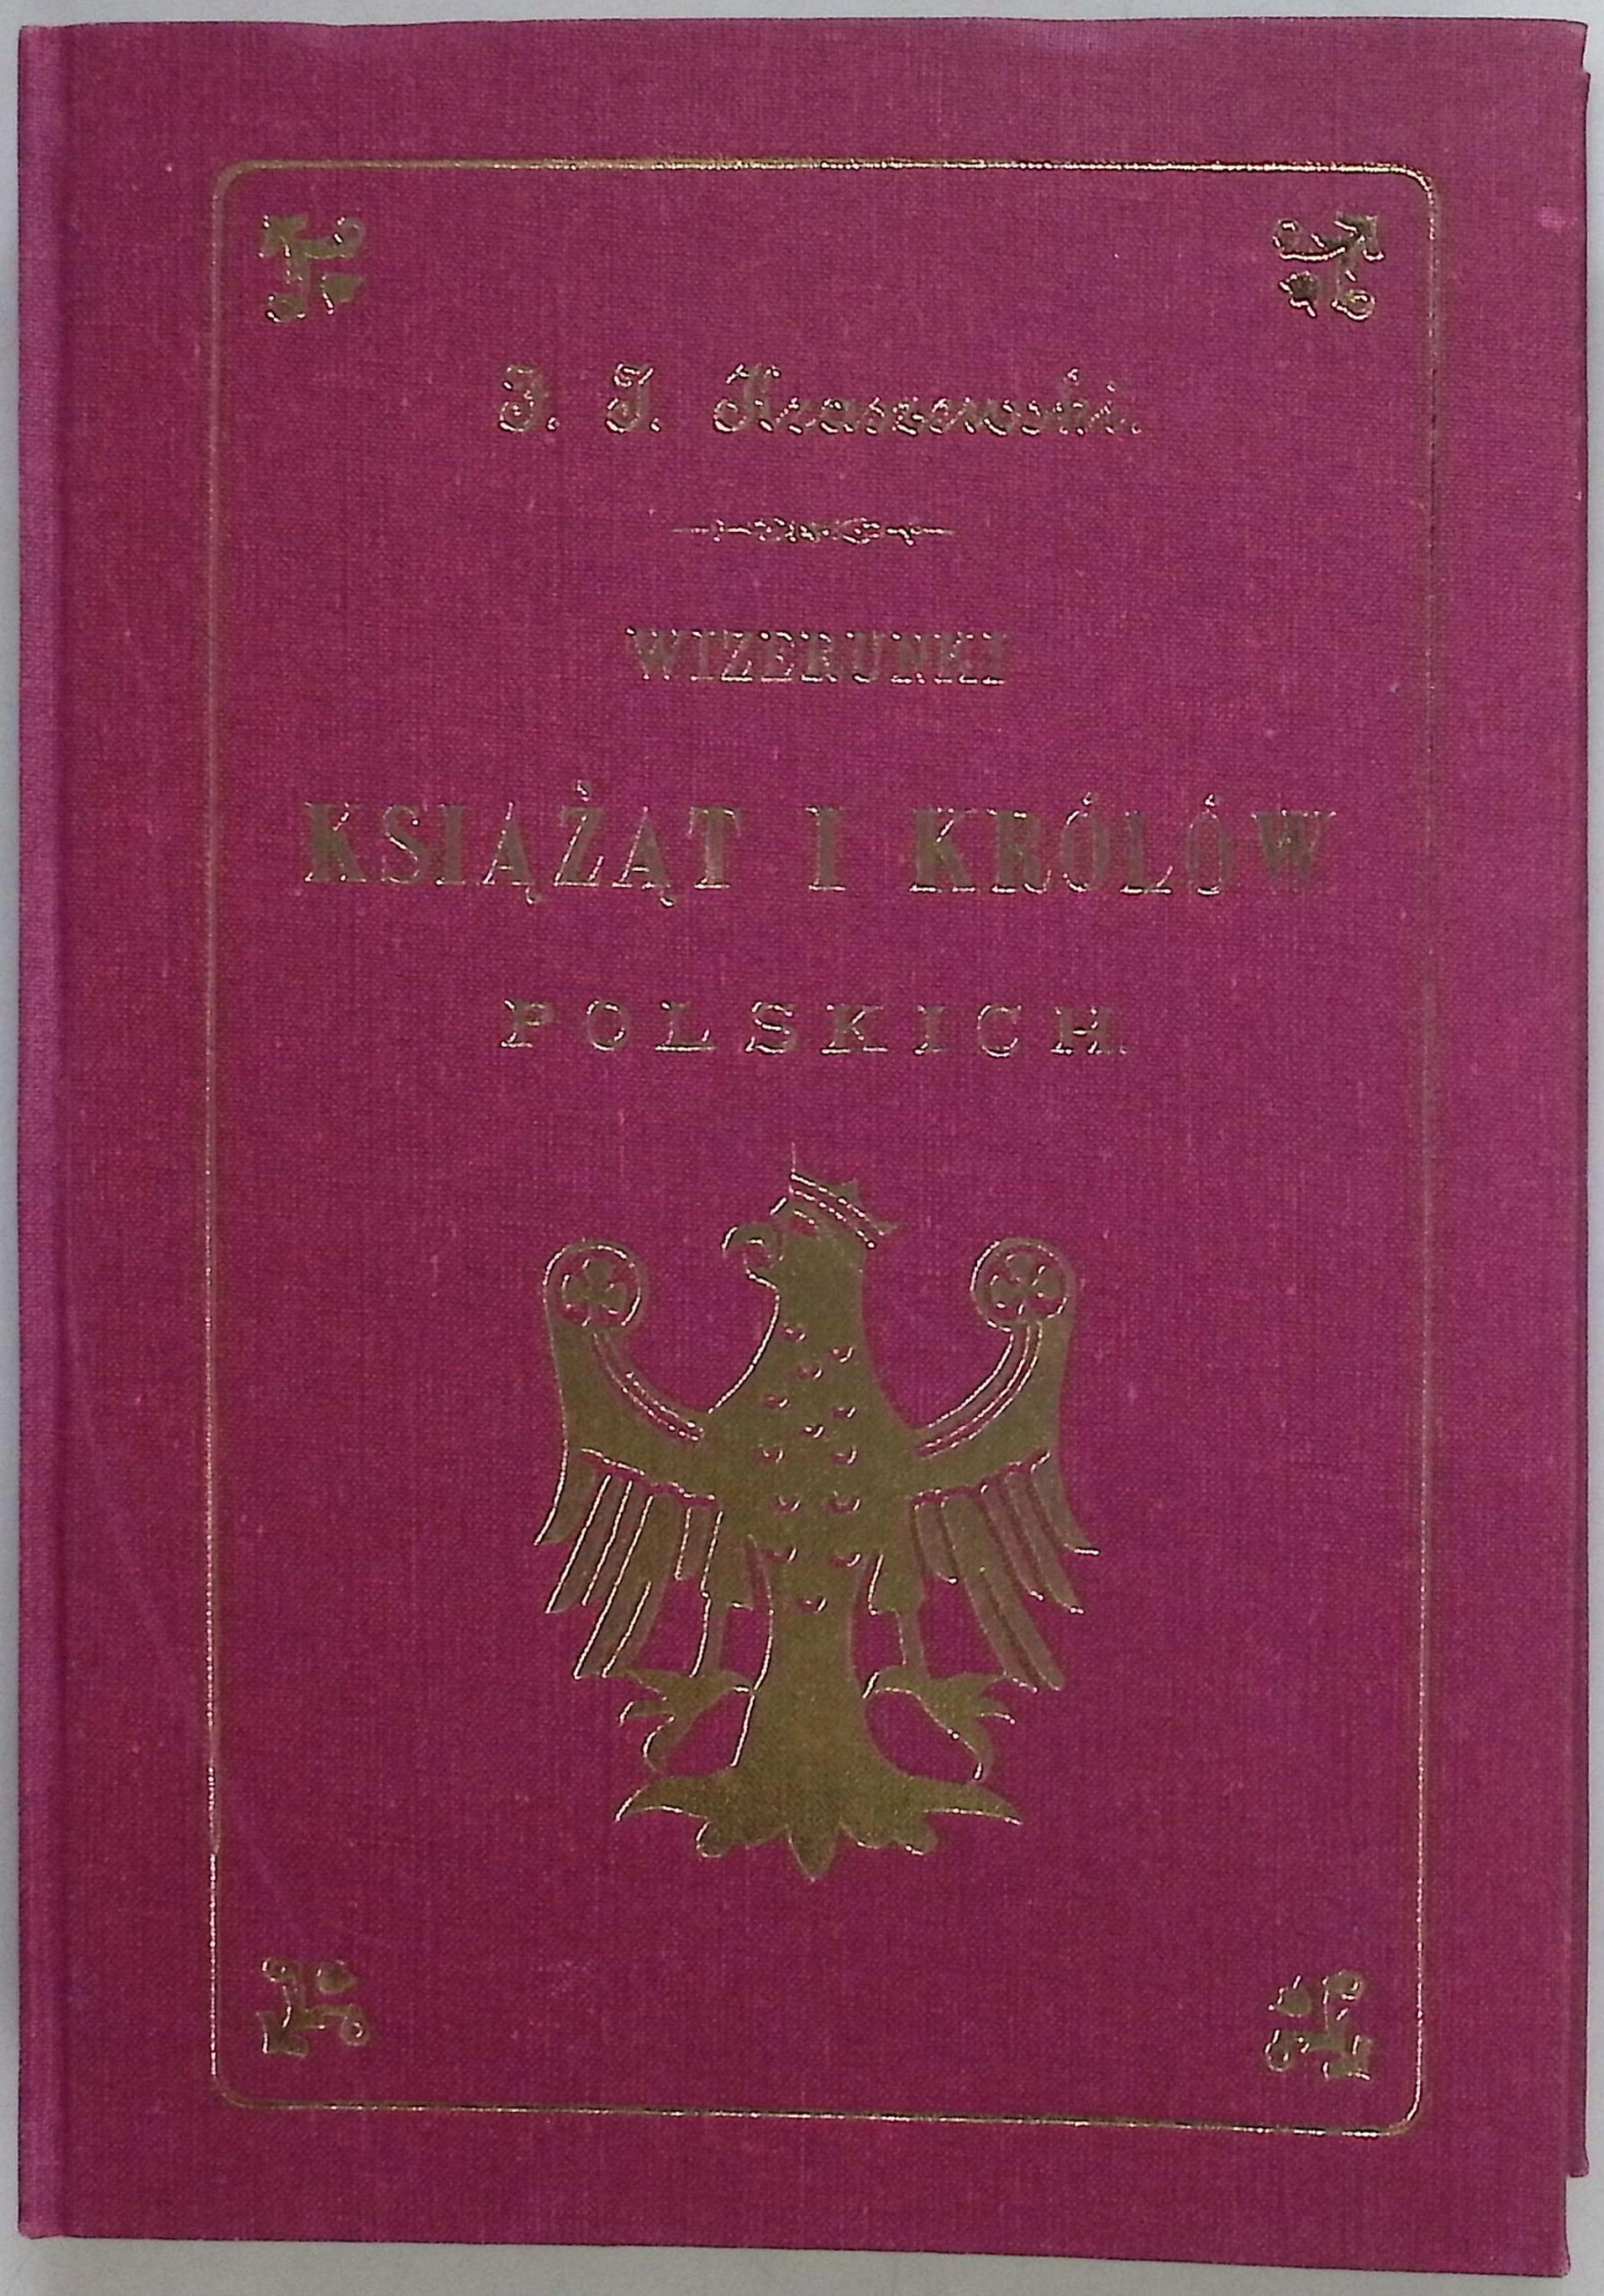 J. I. Kraszewski.
WIZERUNKI
KSIĄŻĄT I KRÓLÓW
POLSKICH